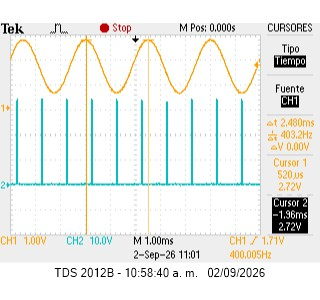 Tek
Stop
M Pos: 0.000s
CURSORES
Tipo
Tiempo
Fuente
CH1
Δt 2.480ms
1/Δt 403.2Hz
ΔV 0.00V
Cursor 1
520µs
2.72V
Cursor 2
-1.96ms
2.72V
1
2
CH1 1.00V
CH2 10.0V
M 1.00ms
CH1 / 1.71V
2-Sep-26 11:01
400.005Hz
TDS 2012B - 10:58:40 a. m. 02/09/2026